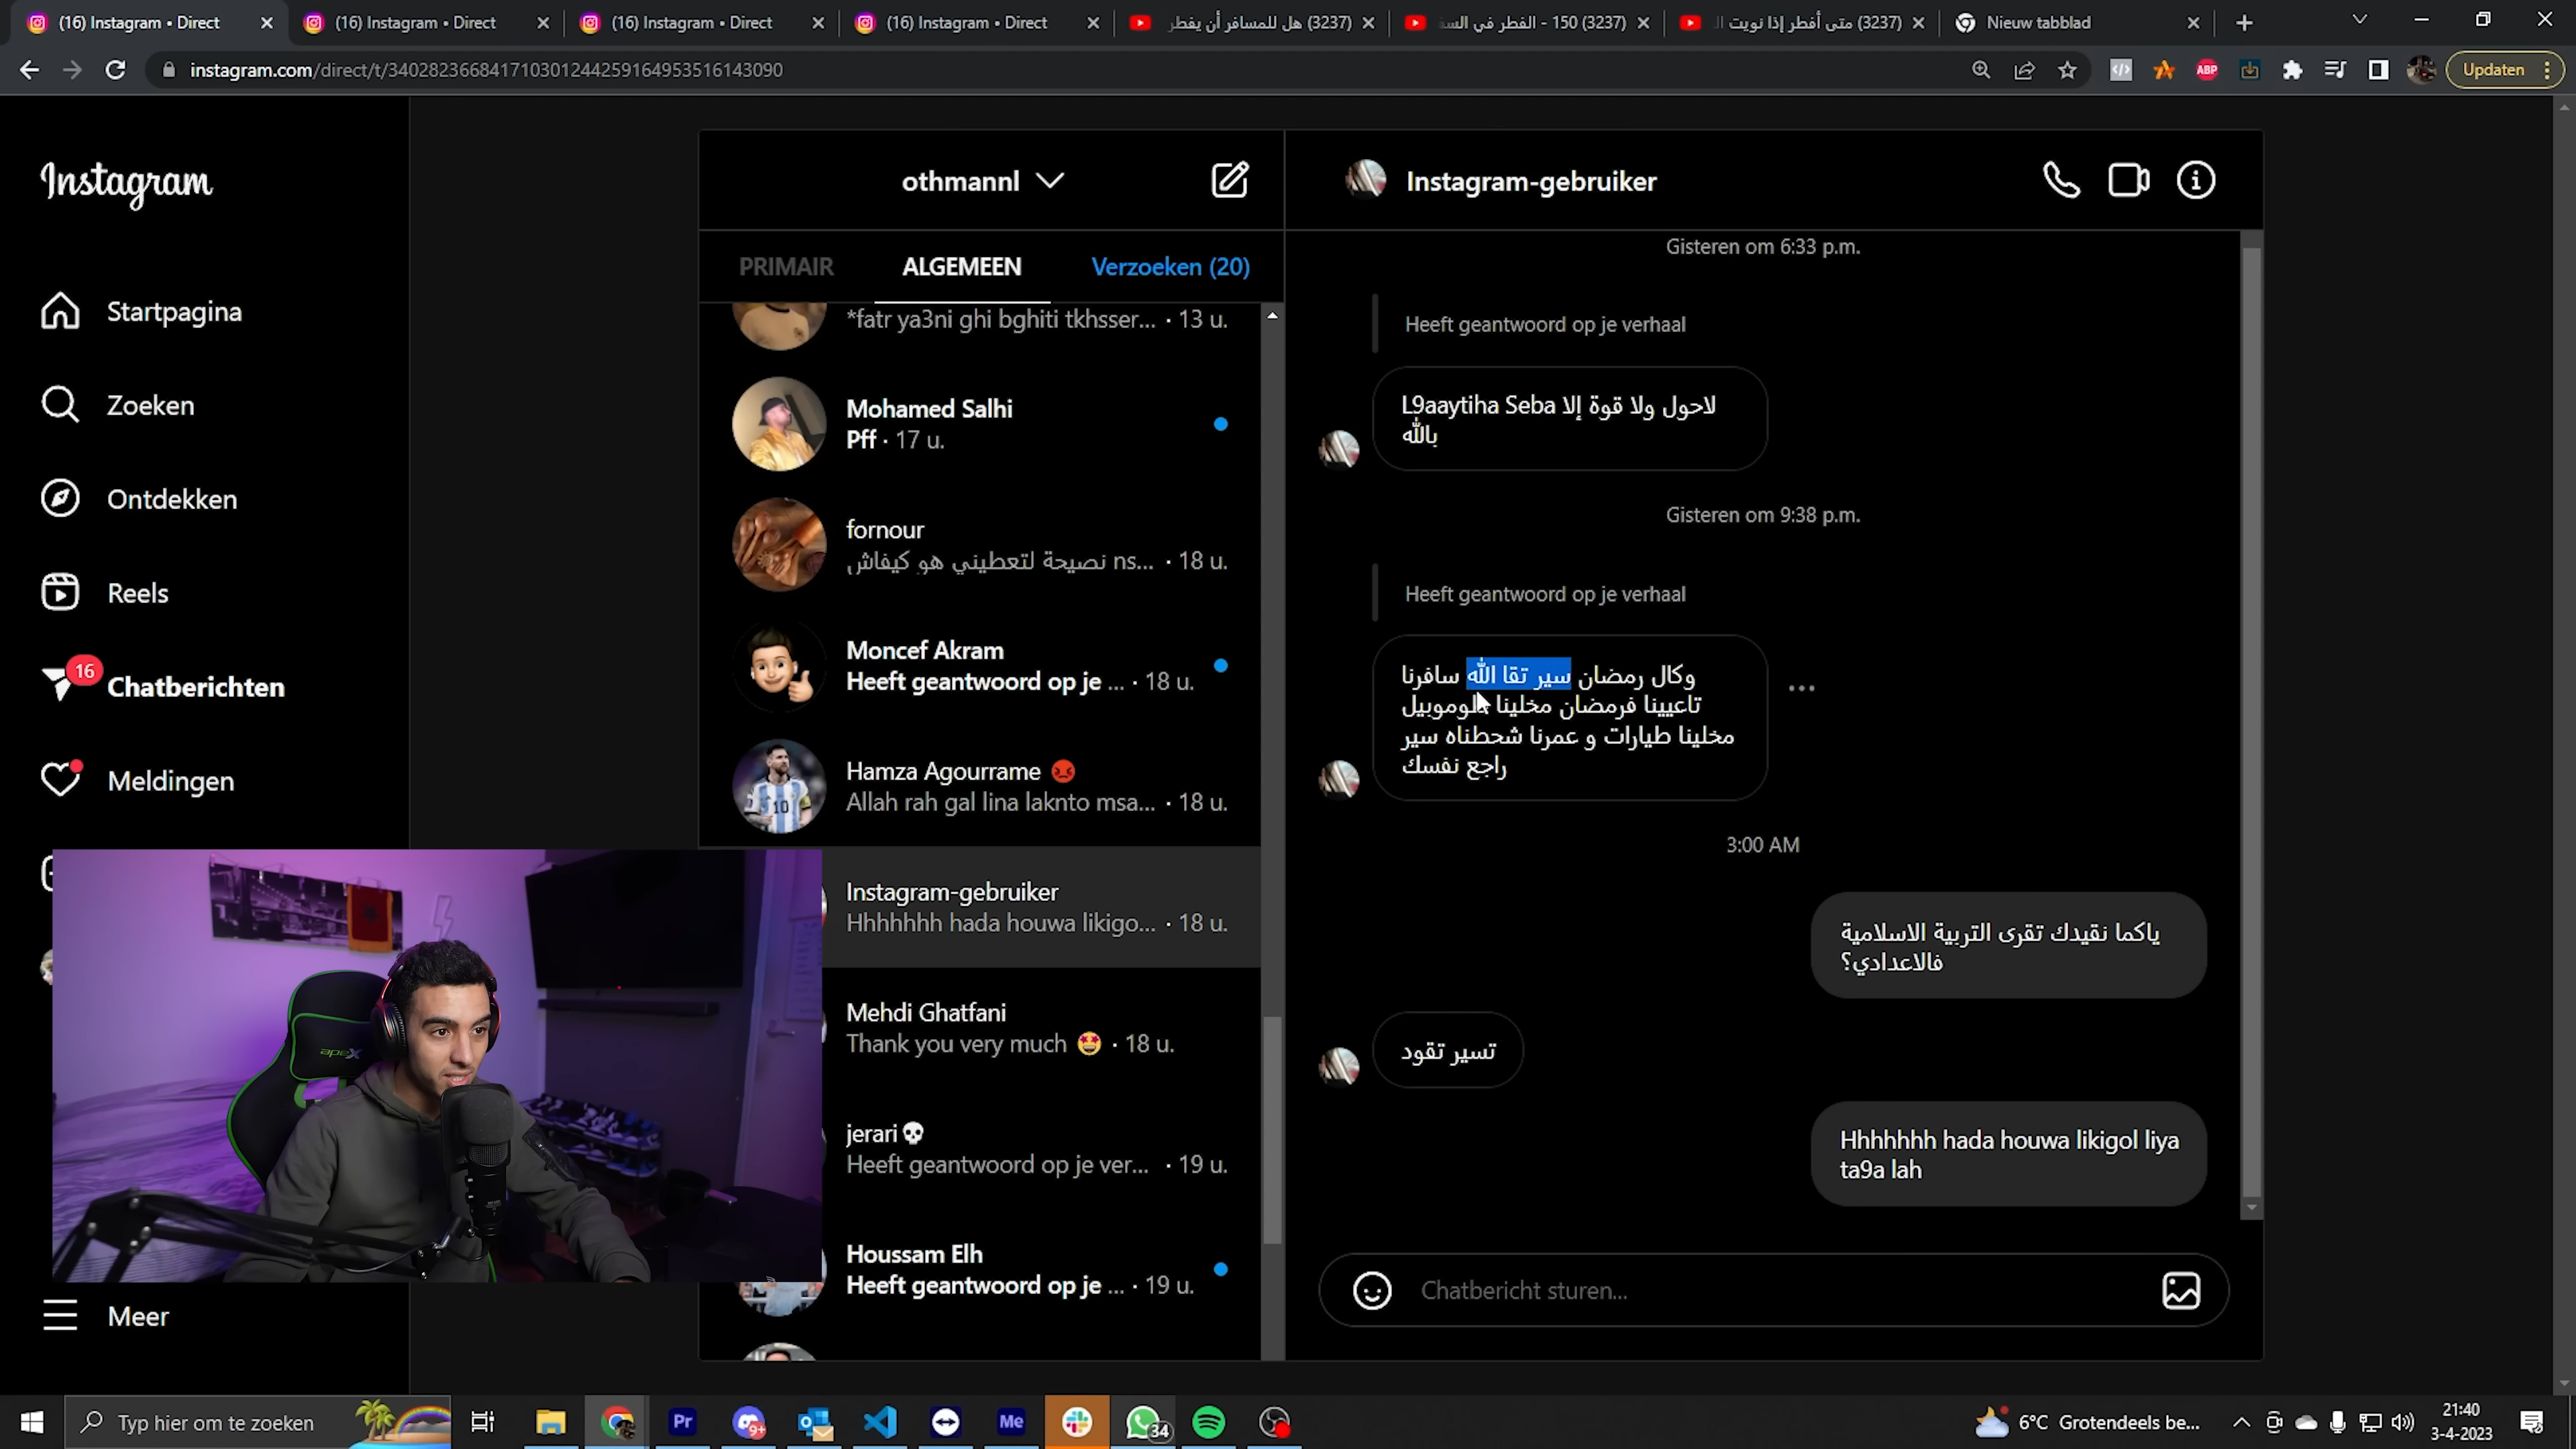 (16) Instagram • Direct
(16) Instagram • Direct
(16) Instagram • Direct
(16) Instagram • Direct
(3237) هل للمسافر أن يفطر
(3237) 150 - الفطر في
(3237) متى أفطر إذا نويت
Nieuw tabblad
instagram.com/direct/t/340282366841710301244259164953516143090
ABP
Updaten
Instagram
Startpagina
Zoeken
Ontdekken
Reels
16
Chatberichten
Meldingen
Meer
othmannl
PRIMAIR
ALGEMEEN
Verzoeken (20)
*fatr ya3ni ghi bghiti tkhsser... · 13 u.
Mohamed Salhi
Pff · 17 u.
fornour
نصيحة لتعطيني هو كيفاش ns... · 18 u.
Moncef Akram
Heeft geantwoord op je ... · 18 u.
Hamza Agourrame 😡
Allah rah gal lina laknto msa... · 18 u.
Instagram-gebruiker
Hhhhhhh hada houwa likigo... · 18 u.
Mehdi Ghatfani
Thank you very much 🤩 · 18 u.
jerari💀
Heeft geantwoord op je ver... · 19 u.
Houssam Elh
Heeft geantwoord op je ... · 19 u.
Instagram-gebruiker
Gisteren om 6:33 p.m.
Heeft geantwoord op je verhaal
L9aaytiha Seba لاحول ولا قوة إلا
بالله
Gisteren om 9:38 p.m.
Heeft geantwoord op je verhaal
وكال رمضان سير تقا الله سافرنا
تاعيينا فرمضان مخلينا طوموبيل
مخلينا طيارات و عمرنا شحطناه سير
راجع نفسك
3:00 AM
ياكما نقيدك تقرى التربية الاسلامية
فالاعدادي؟
تسير تقود
Hhhhhhh hada houwa likigol liya
ta9a lah
Chatbericht sturen...
apeX
10
Typ hier om te zoeken
Pr
9+
Me
34
6°C Grotendeels be...
21:40
3-4-2023